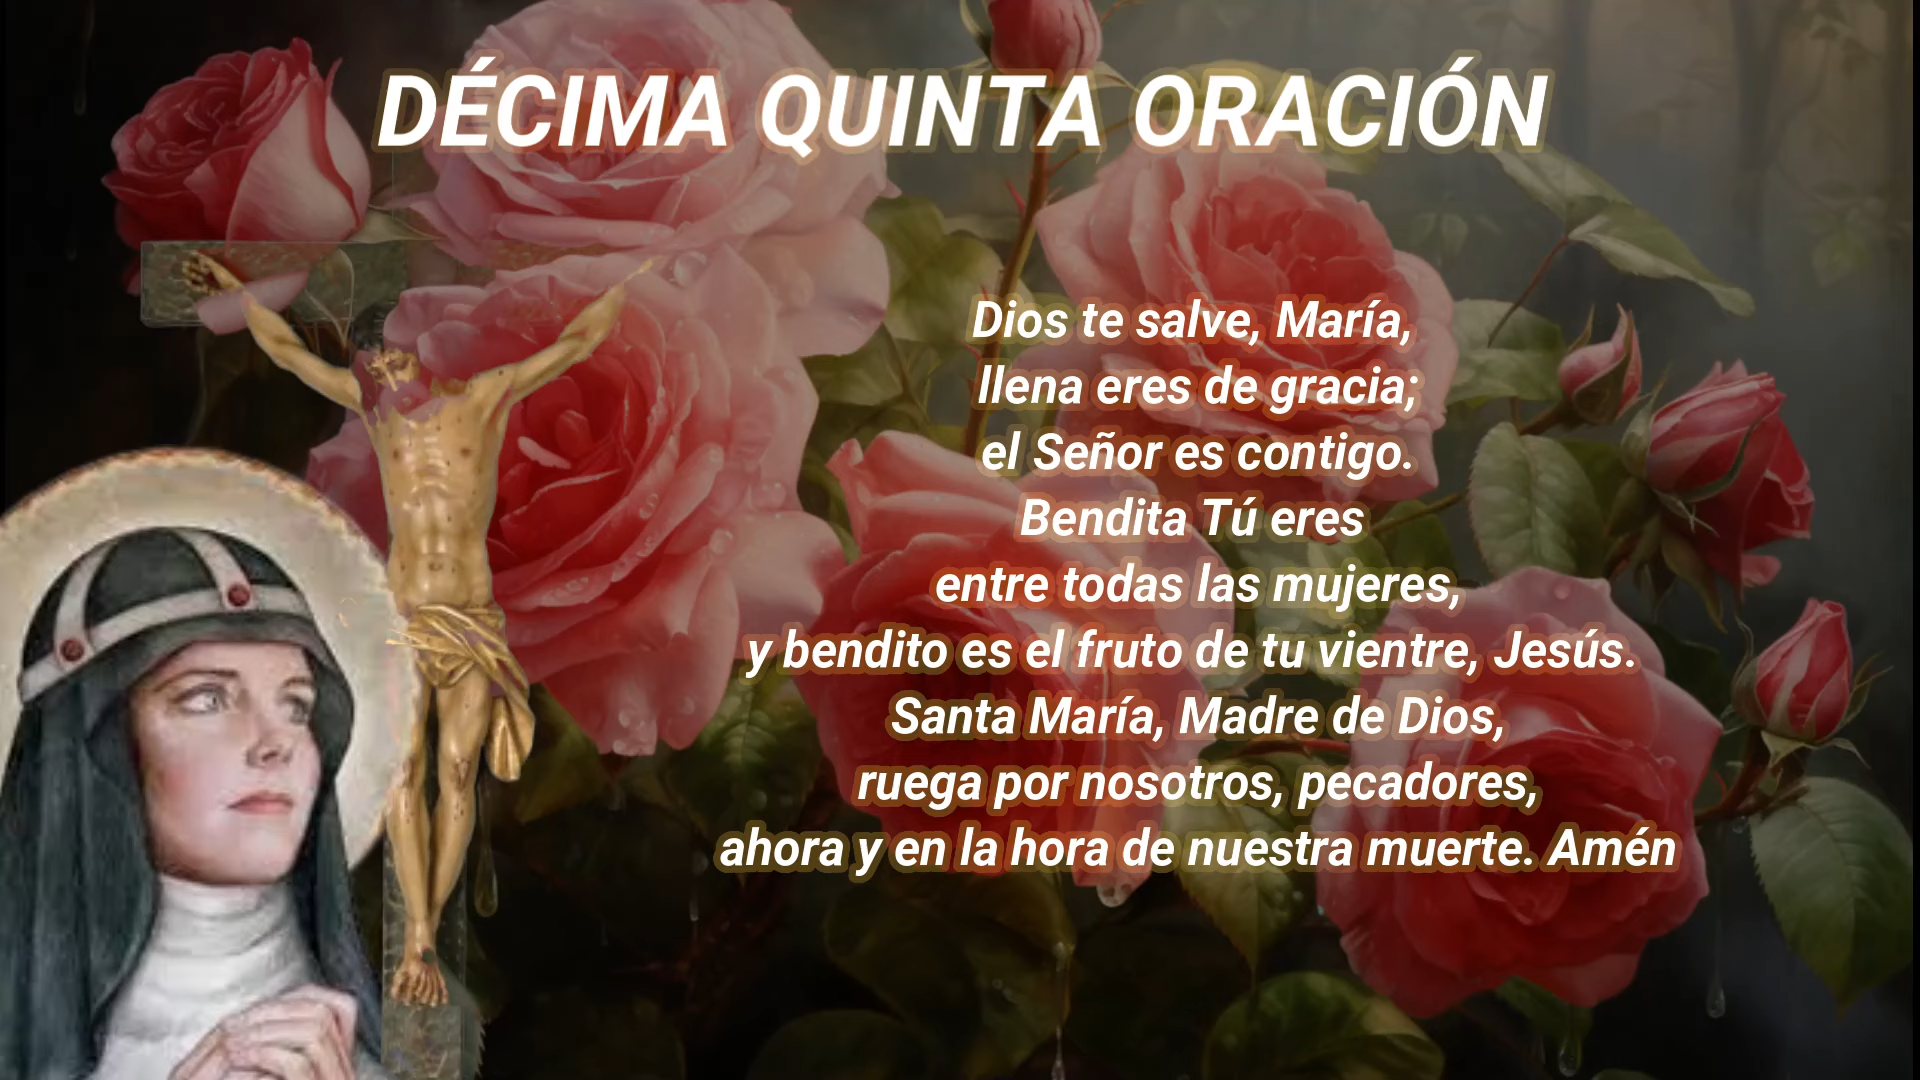 DÉCIMA QUINTA ORACIÓN
Dios te salve, María,
llena eres de gracia;
el Señor es contigo.
Bendita Tú eres
entre todas las mujeres,
y bendito es el fruto de tu vientre, Jesús.
Santa María, Madre de Dios,
ruega por nosotros, pecadores,
ahora y en la hora de nuestra muerte. Amén